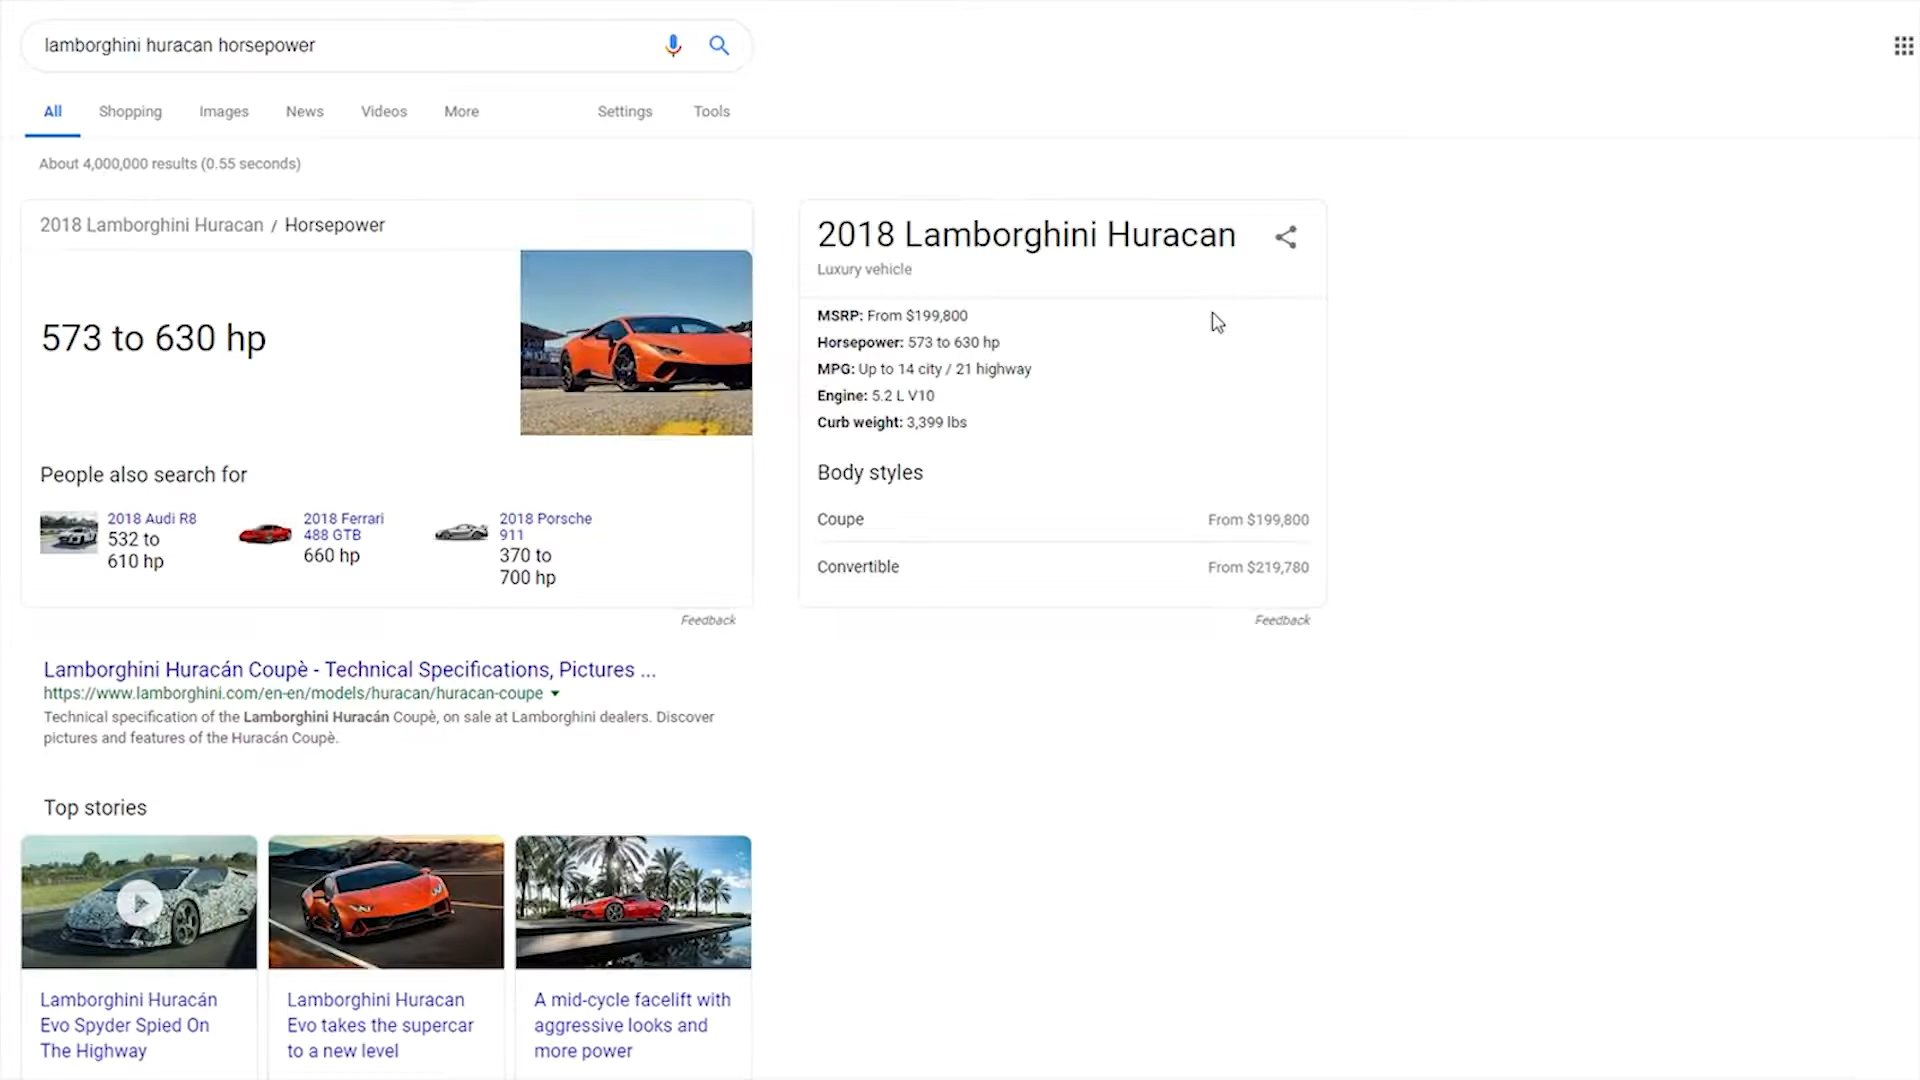 lamborghini huracan horsepower
All Shopping Images News Videos More Settings Tools
About 4,000,000 results (0.55 seconds)
2018 Lamborghini Huracan / Horsepower
573 to 630 hp
People also search for
2018 Audi R8
532 to
610 hp
2018 Ferrari
488 GTB
660 hp
2018 Porsche
911
370 to
700 hp
Feedback
2018 Lamborghini Huracan
Luxury vehicle
MSRP: From $199,800
Horsepower: 573 to 630 hp
MPG: Up to 14 city / 21 highway
Engine: 5.2 L V10
Curb weight: 3,399 lbs
Body styles
Coupe From $199,800
Convertible From $219,780
Feedback
Lamborghini Huracán Coupè - Technical Specifications, Pictures ...
https://www.lamborghini.com/en-en/models/huracan/huracan-coupe
Technical specification of the Lamborghini Huracán Coupè, on sale at Lamborghini dealers. Discover
pictures and features of the Huracán Coupè.
Top stories
Lamborghini Huracán
Evo Spyder Spied On
The Highway
Lamborghini Huracan
Evo takes the supercar
to a new level
A mid-cycle facelift with
aggressive looks and
more power